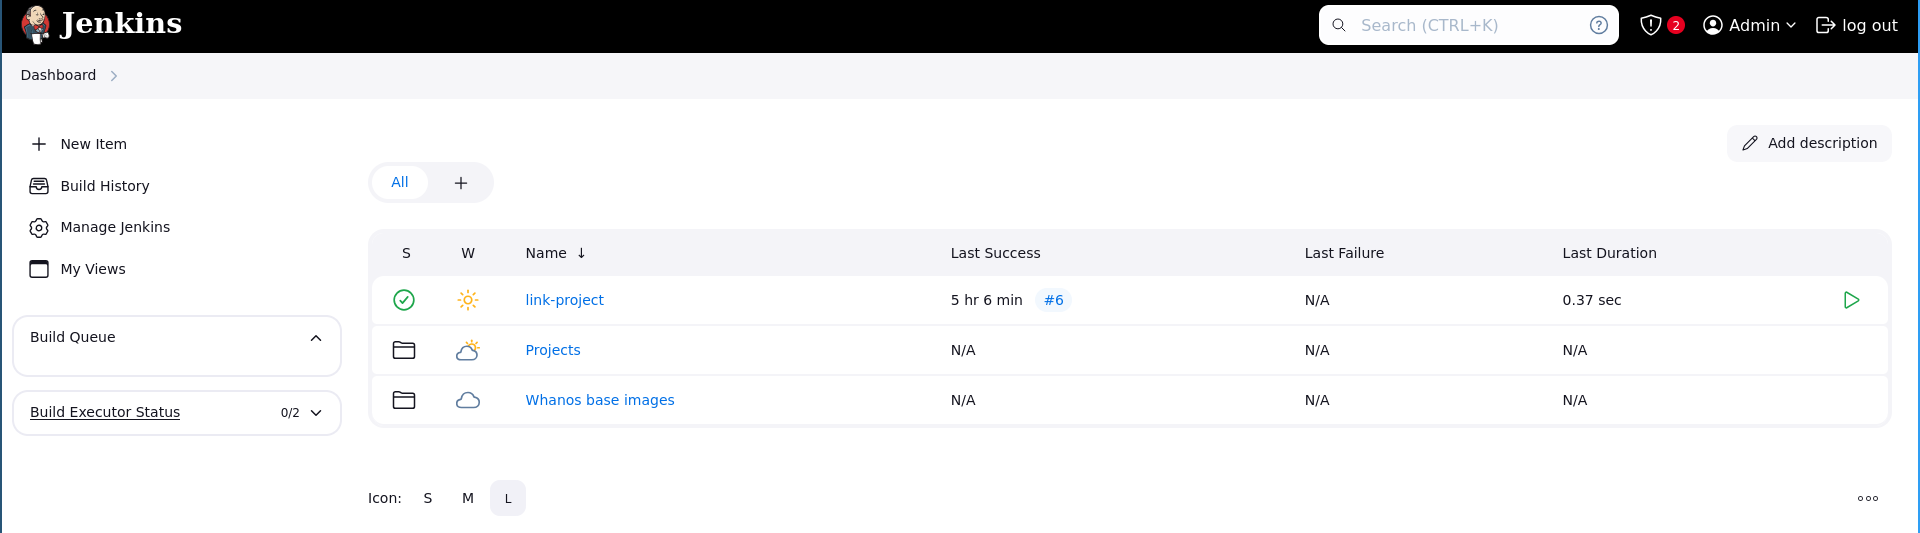 Jenkins
Search (CTRL+K)
2
Admin
log out
Dashboard
New Item
Build History
Manage Jenkins
My Views
Build Queue
Build Executor Status 0/2
Add description
All
S W Name ↓ Last Success Last Failure Last Duration
link-project 5 hr 6 min #6 N/A 0.37 sec
Projects N/A N/A N/A
Whanos base images N/A N/A N/A
Icon: S M L